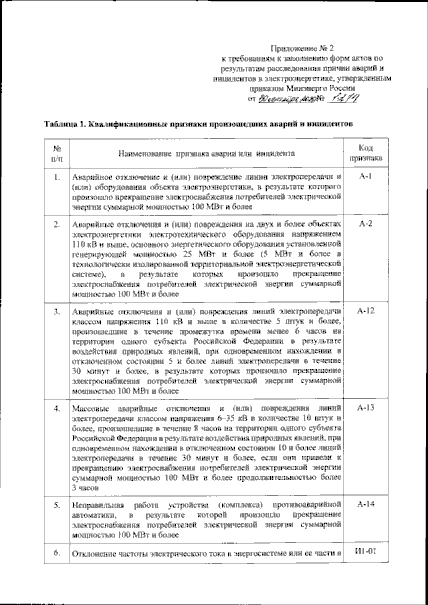 Приложение № 2
к требованиям к заполнению форм актов по
результатам расследования причин аварий и
инцидентов в электроэнергетике, утвержденным
приказом Минэнерго России
от №
Таблица 1. Квалификационные признаки произошедших аварий и инцидентов
№ п/п
Наименование признака аварии или инцидента
Код признака
1.
Аварийное отключение и (или) повреждение линии электропередачи и
(или) оборудования объекта электроэнергетики, в результате которого
произошло прекращение электроснабжения потребителей электрической
энергии суммарной мощностью 100 МВт и более
А-1
2.
Аварийные отключения и (или) повреждения на двух и более объектах
электроэнергетики электротехнического оборудования напряжением
110 кВ и выше, основного энергетического оборудования установленной
генерирующей мощностью 25 МВт и более (5 МВт и более в
технологически изолированной территориальной электроэнергетической
системе), в результате которых произошло прекращение
электроснабжения потребителей электрической энергии суммарной
мощностью 100 МВт и более
А-2
3.
Аварийные отключения и (или) повреждения линий электропередачи
классом напряжения 110 кВ и выше в количестве 5 штук и более,
произошедшие в течение промежутка времени менее 6 часов на
территории одного субъекта Российской Федерации в результате
воздействия природных явлений, при одновременном нахождении в
отключенном состоянии 5 и более линий электропередачи в течение
30 минут и более, в результате которых произошло прекращение
электроснабжения потребителей электрической энергии суммарной
мощностью 100 МВт и более
А-12
4.
Массовые аварийные отключения и (или) повреждения линий
электропередачи классом напряжения 6–35 кВ в количестве 10 штук и
более, произошедшие в течение 8 часов на территории одного субъекта
Российской Федерации в результате воздействия природных явлений, при
одновременном нахождении в отключенном состоянии 10 и более линий
электропередачи в течение 30 минут и более, если они привели к
прекращению электроснабжения потребителей электрической энергии
суммарной мощностью 100 МВт и более продолжительностью более
3 часов
А-13
5.
Неправильная работа устройства (комплекса) противоаварийной
автоматики, в результате которой произошло прекращение
электроснабжения потребителей электрической энергии суммарной
мощностью 100 МВт и более
А-14
6.
Отклонение частоты электрического тока в энергосистеме или ее части в
И1-01